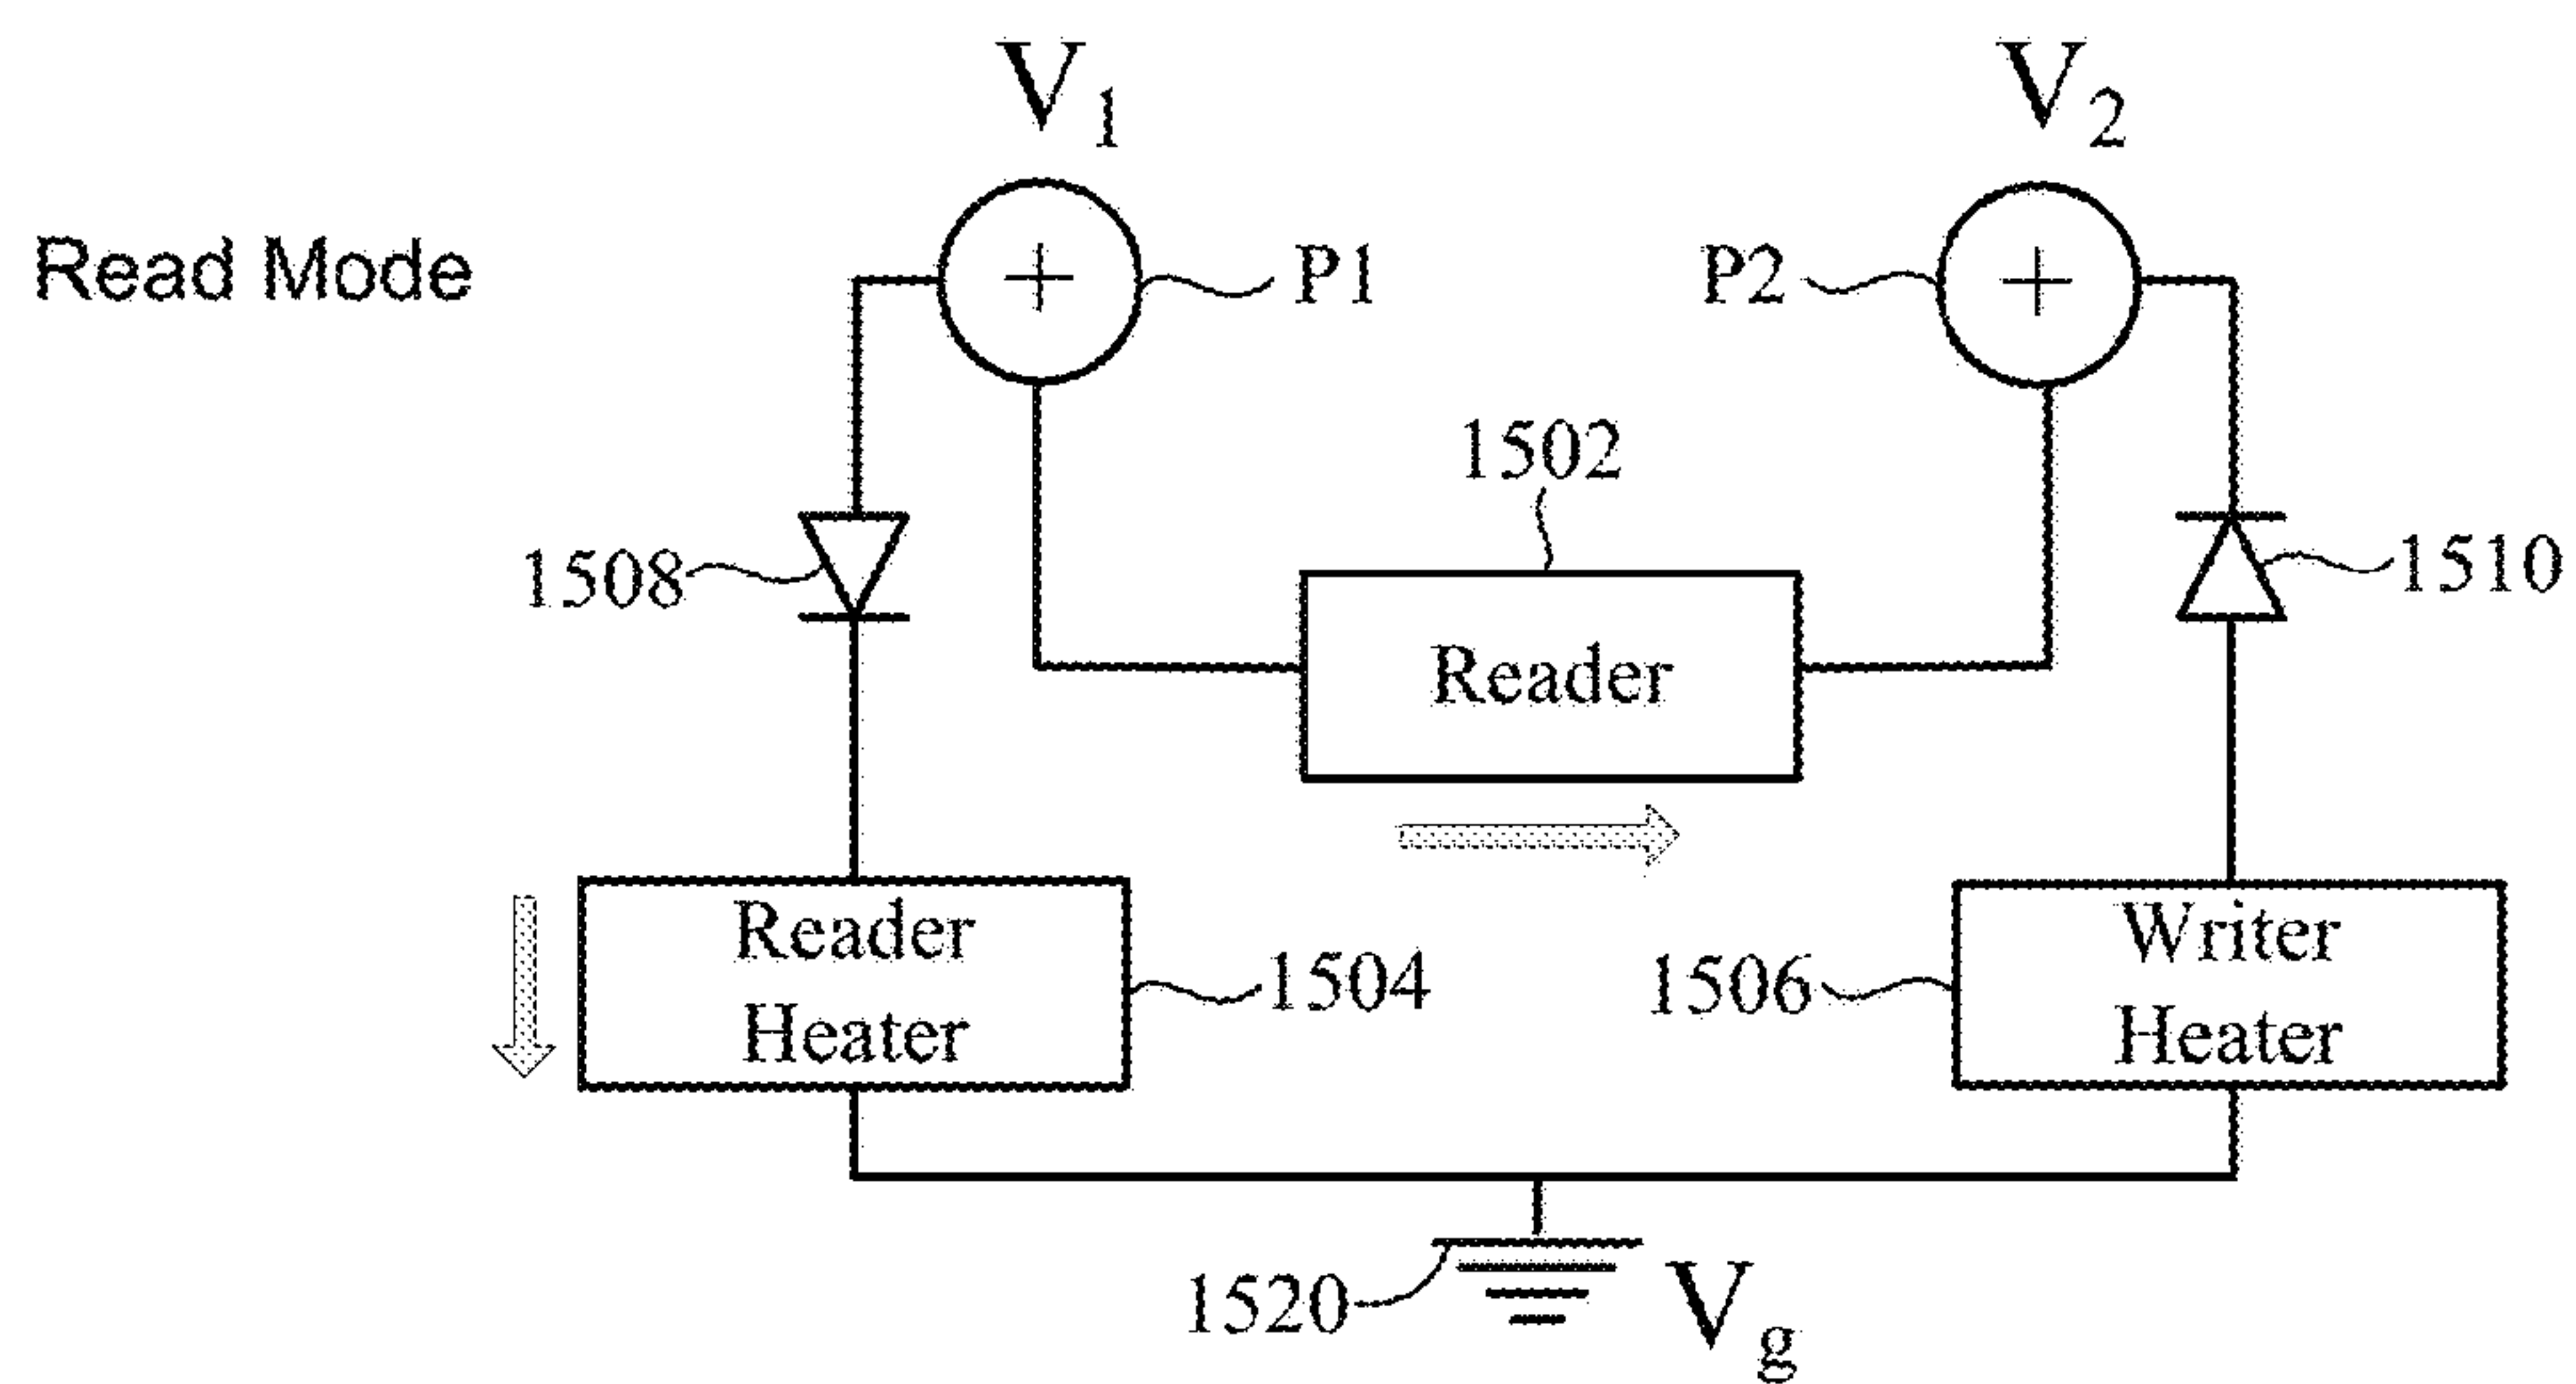 V1
V2
Read Mode
P1
P2
1502
1508
1510
Reader
Reader
Heater
1504
1506
Writer
Heater
1520
Vg